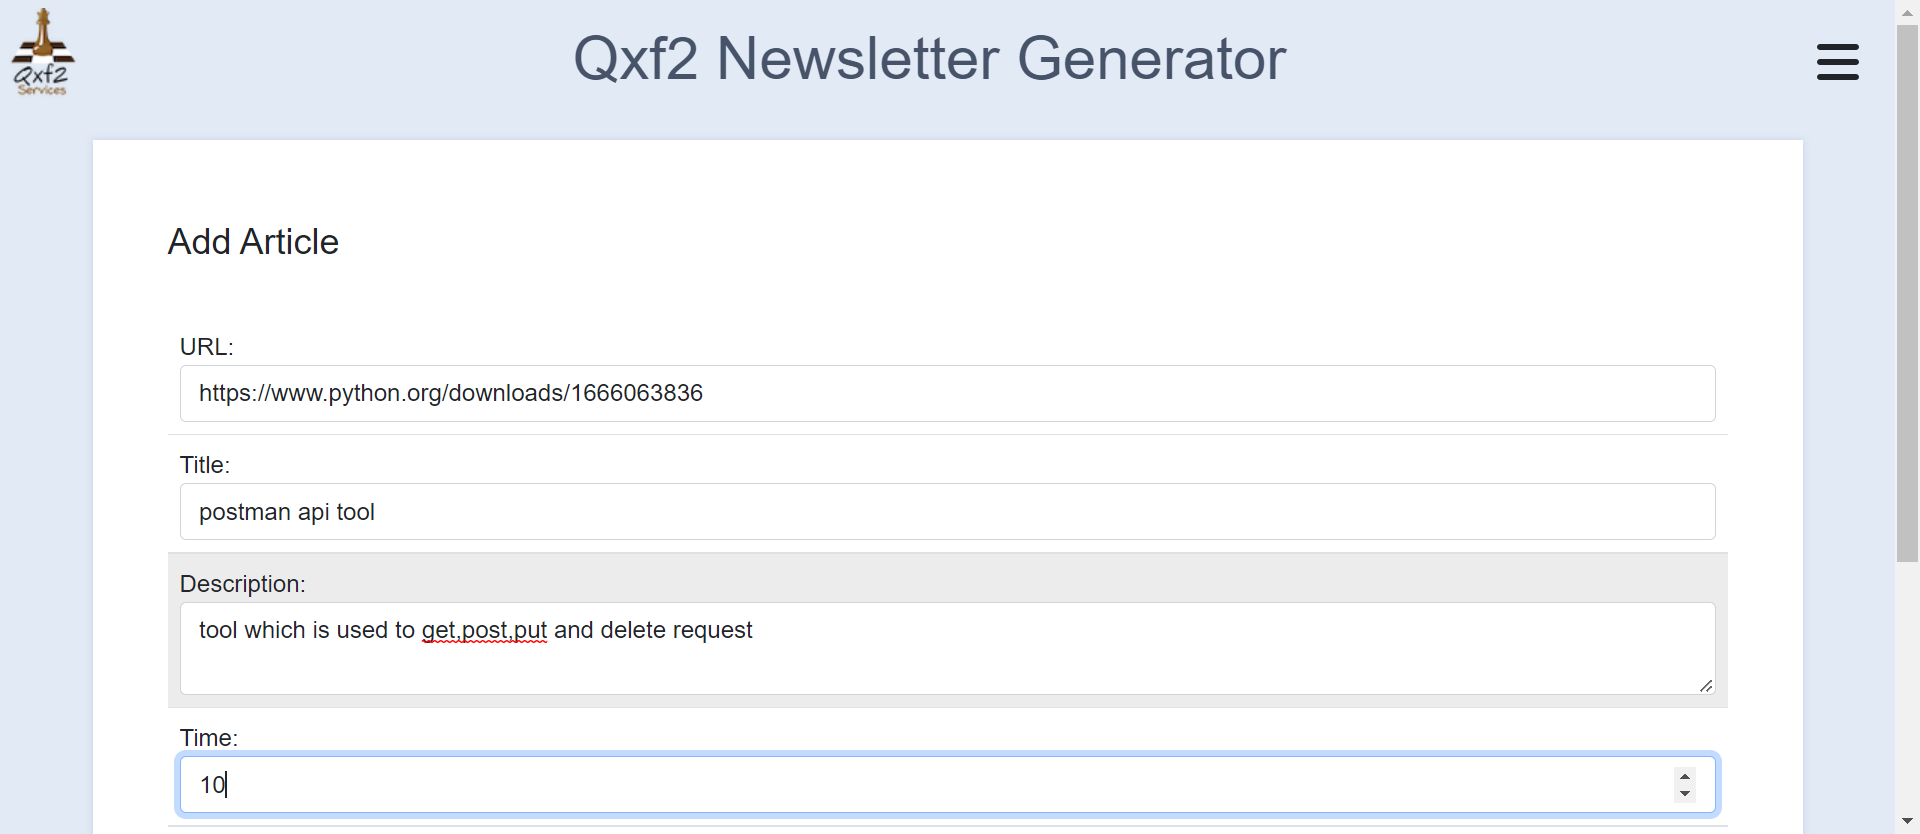 Qxf2
Services
Qxf2 Newsletter Generator
Add Article
URL:
https://www.python.org/downloads/1666063836
Title:
postman api tool
Description:
tool which is used to get,post,put and delete request
Time:
10